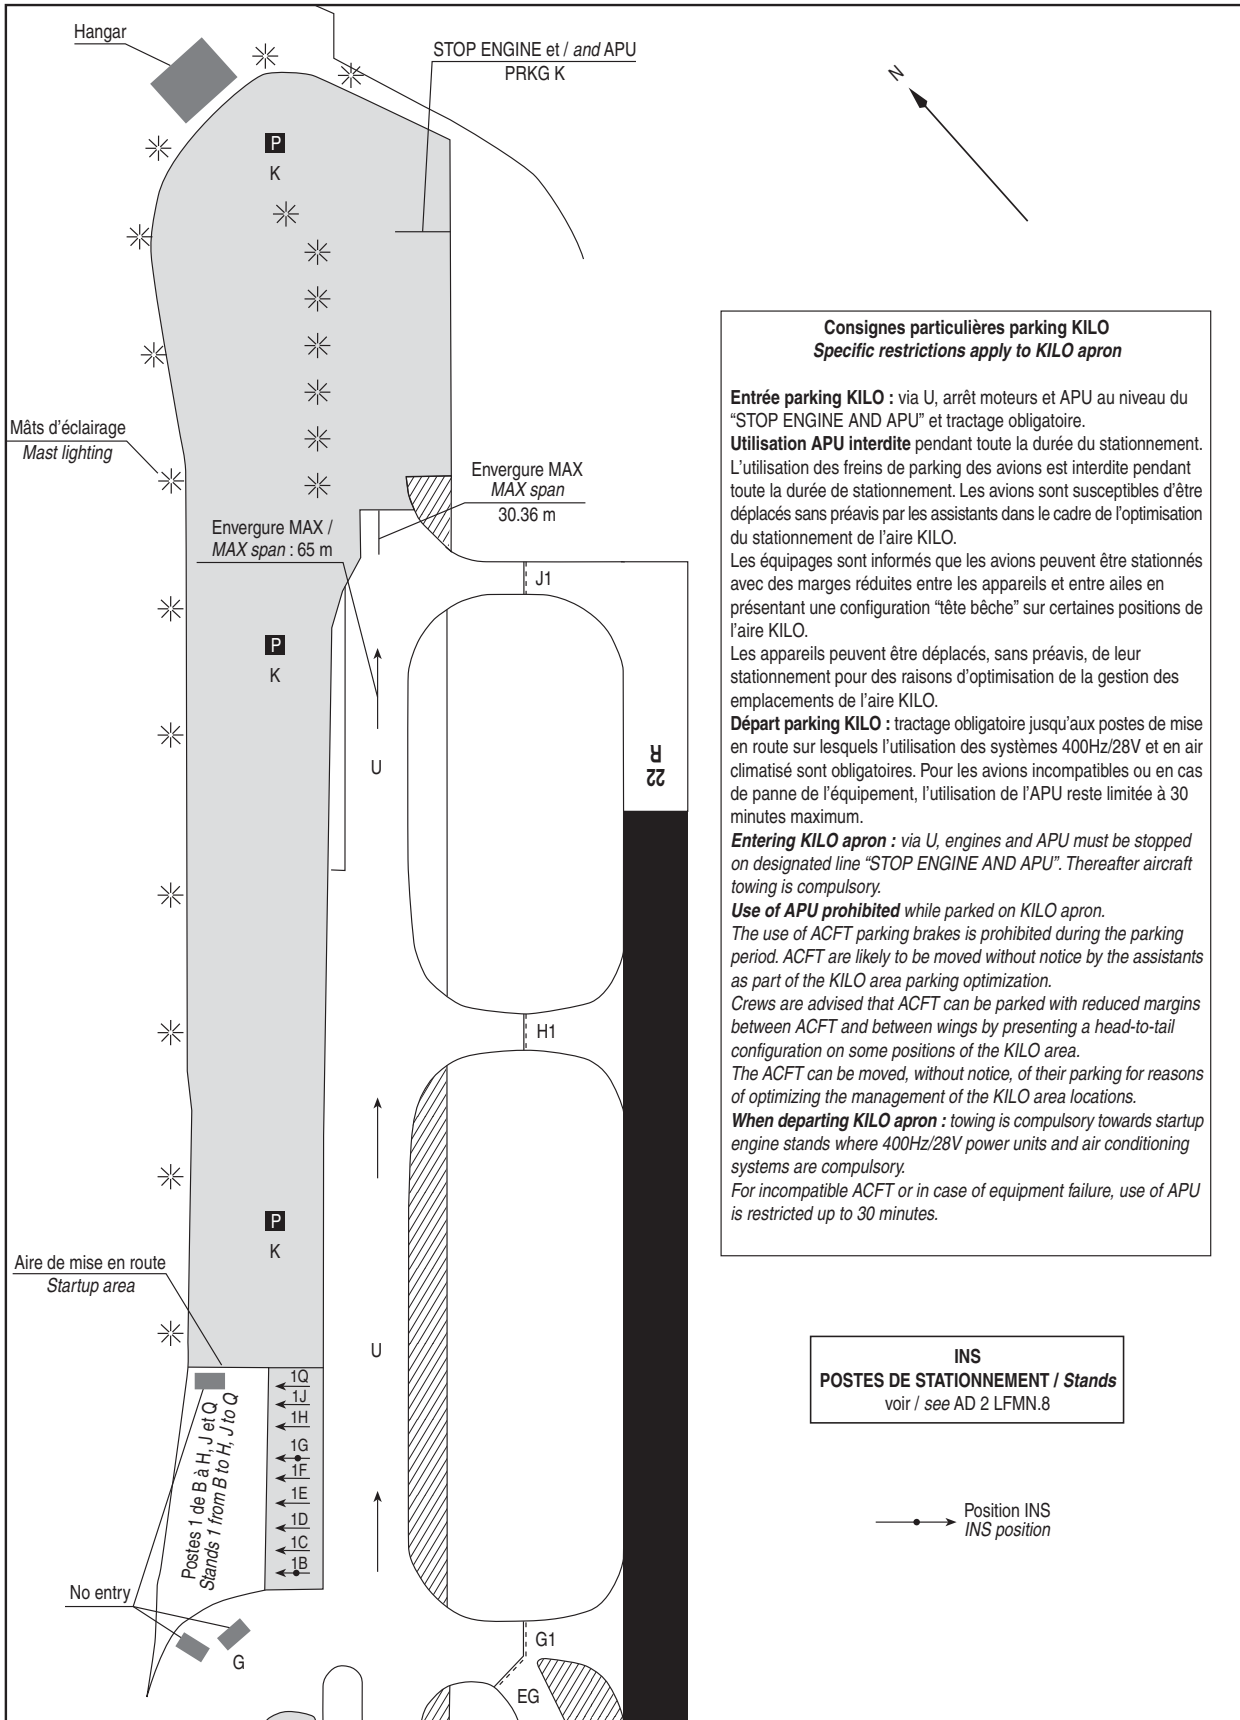 Hangar
STOP ENGINE et / and APU
PRKG K
N
P
K
Mâts d'éclairage
Mast lighting
Envergure MAX
MAX span
30.36 m
Envergure MAX /
MAX span : 65 m
J1
P
K
U
22
R
H1
P
K
Aire de mise en route
Startup area
U
1Q
1J
1H
1G
1F
1E
1D
1C
1B
Postes 1 de B à H, J et Q
Stands 1 from B to H, J to Q
No entry
G
G1
EG
Consignes particulières parking KILO
Specific restrictions apply to KILO apron
Entrée parking KILO : via U, arrêt moteurs et APU au niveau du
“STOP ENGINE AND APU” et tractage obligatoire.
Utilisation APU interdite pendant toute la durée du stationnement.
L'utilisation des freins de parking des avions est interdite pendant
toute la durée de stationnement. Les avions sont susceptibles d'être
déplacés sans préavis par les assistants dans le cadre de l'optimisation
du stationnement de l'aire KILO.
Les équipages sont informés que les avions peuvent être stationnés
avec des marges réduites entre les appareils et entre ailes en
présentant une configuration “tête bêche” sur certaines positions de
l'aire KILO.
Les appareils peuvent être déplacés, sans préavis, de leur
stationnement pour des raisons d'optimisation de la gestion des
emplacements de l'aire KILO.
Départ parking KILO : tractage obligatoire jusqu'aux postes de mise
en route sur lesquels l'utilisation des systèmes 400Hz/28V et en air
climatisé sont obligatoires. Pour les avions incompatibles ou en cas
de panne de l'équipement, l'utilisation de l'APU reste limitée à 30
minutes maximum.
Entering KILO apron : via U, engines and APU must be stopped
on designated line “STOP ENGINE AND APU”. Thereafter aircraft
towing is compulsory.
Use of APU prohibited while parked on KILO apron.
The use of ACFT parking brakes is prohibited during the parking
period. ACFT are likely to be moved without notice by the assistants
as part of the KILO area parking optimization.
Crews are advised that ACFT can be parked with reduced margins
between ACFT and between wings by presenting a head-to-tail
configuration on some positions of the KILO area.
The ACFT can be moved, without notice, of their parking for reasons
of optimizing the management of the KILO area locations.
When departing KILO apron : towing is compulsory towards startup
engine stands where 400Hz/28V power units and air conditioning
systems are compulsory.
For incompatible ACFT or in case of equipment failure, use of APU
is restricted up to 30 minutes.
INS
POSTES DE STATIONNEMENT / Stands
voir / see AD 2 LFMN.8
Position INS
INS position